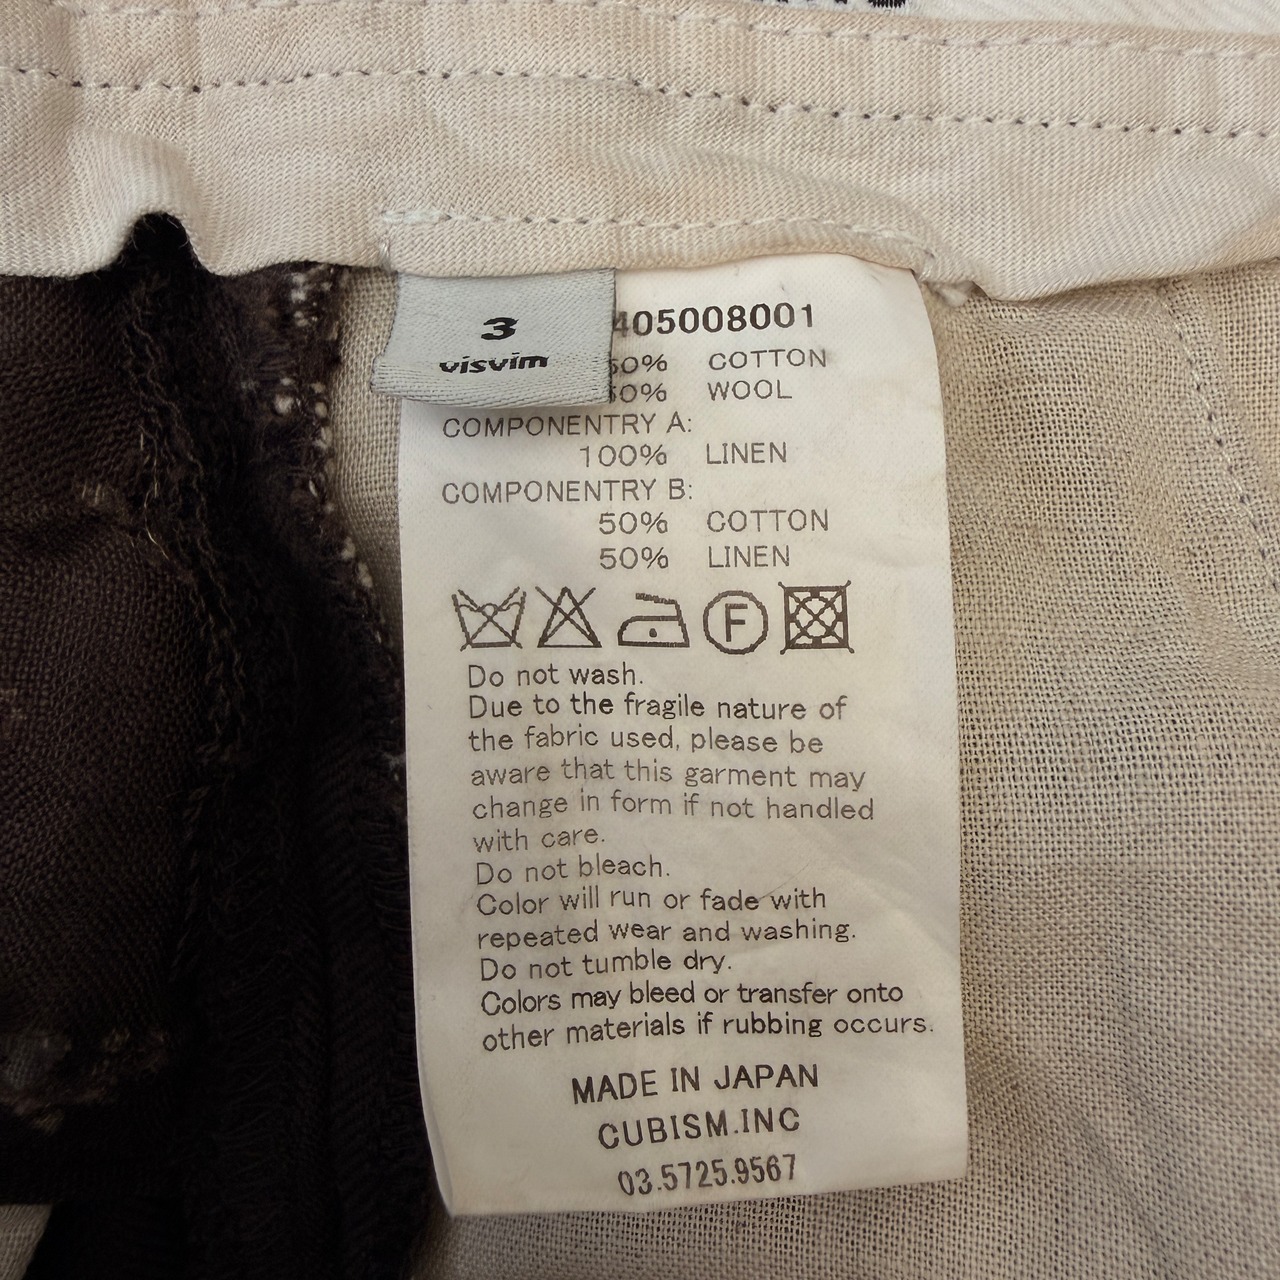 3
visvim
405008001
50% COTTON
50% WOOL
COMPONENTRY A:
100% LINEN
COMPONENTRY B:
50% COTTON
50% LINEN
F
Do not wash.
Due to the fragile nature of
the fabric used, please be
aware that this garment may
change in form if not handled
with care.
Do not bleach.
Color will run or fade with
repeated wear and washing.
Do not tumble dry.
Colors may bleed or transfer onto
other materials if rubbing occurs.
MADE IN JAPAN
CUBISM.INC
03.5725.9567